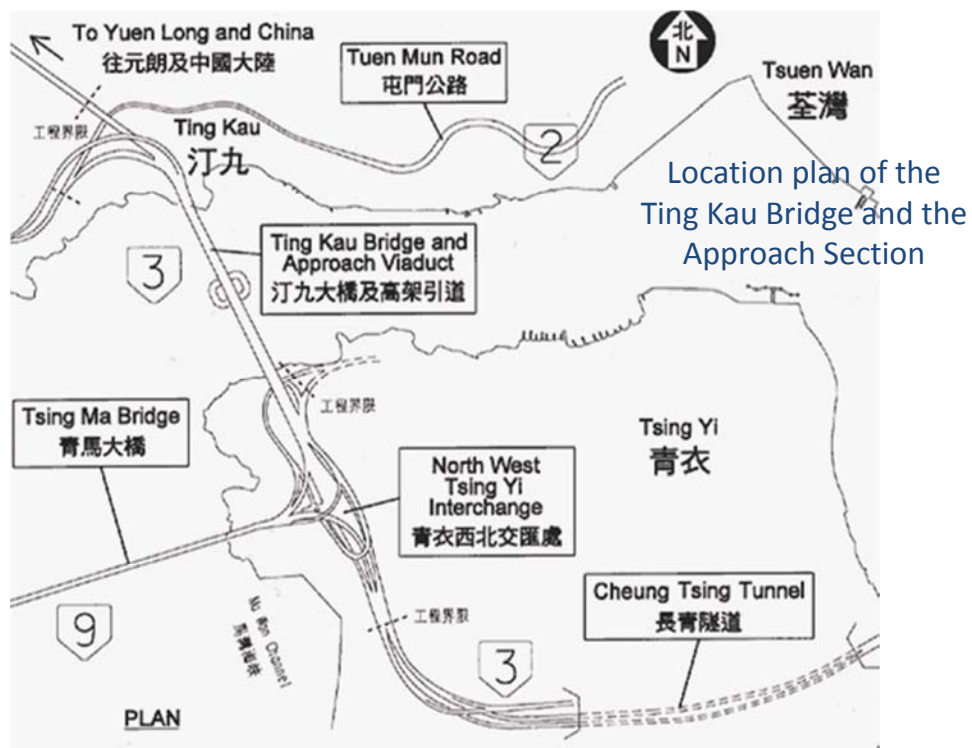 To Yuen Long and China
往元朗及中國大陸
Tuen Mun Road
屯門公路
北
N
Tsuen Wan
荃灣
工程界限
Ting Kau
汀九
2
Location plan of the
Ting Kau Bridge and the
Approach Section
3
Ting Kau Bridge and
Approach Viaduct
汀九大橋及高架引道
工程界限
Tsing Ma Bridge
青馬大橋
Tsing Yi
青衣
North West
Tsing Yi
Interchange
青衣西北交匯處
Cheung Tsing Tunnel
長青隧道
9
Ma Wan Channel
馬灣海峽
工程界限
3
PLAN